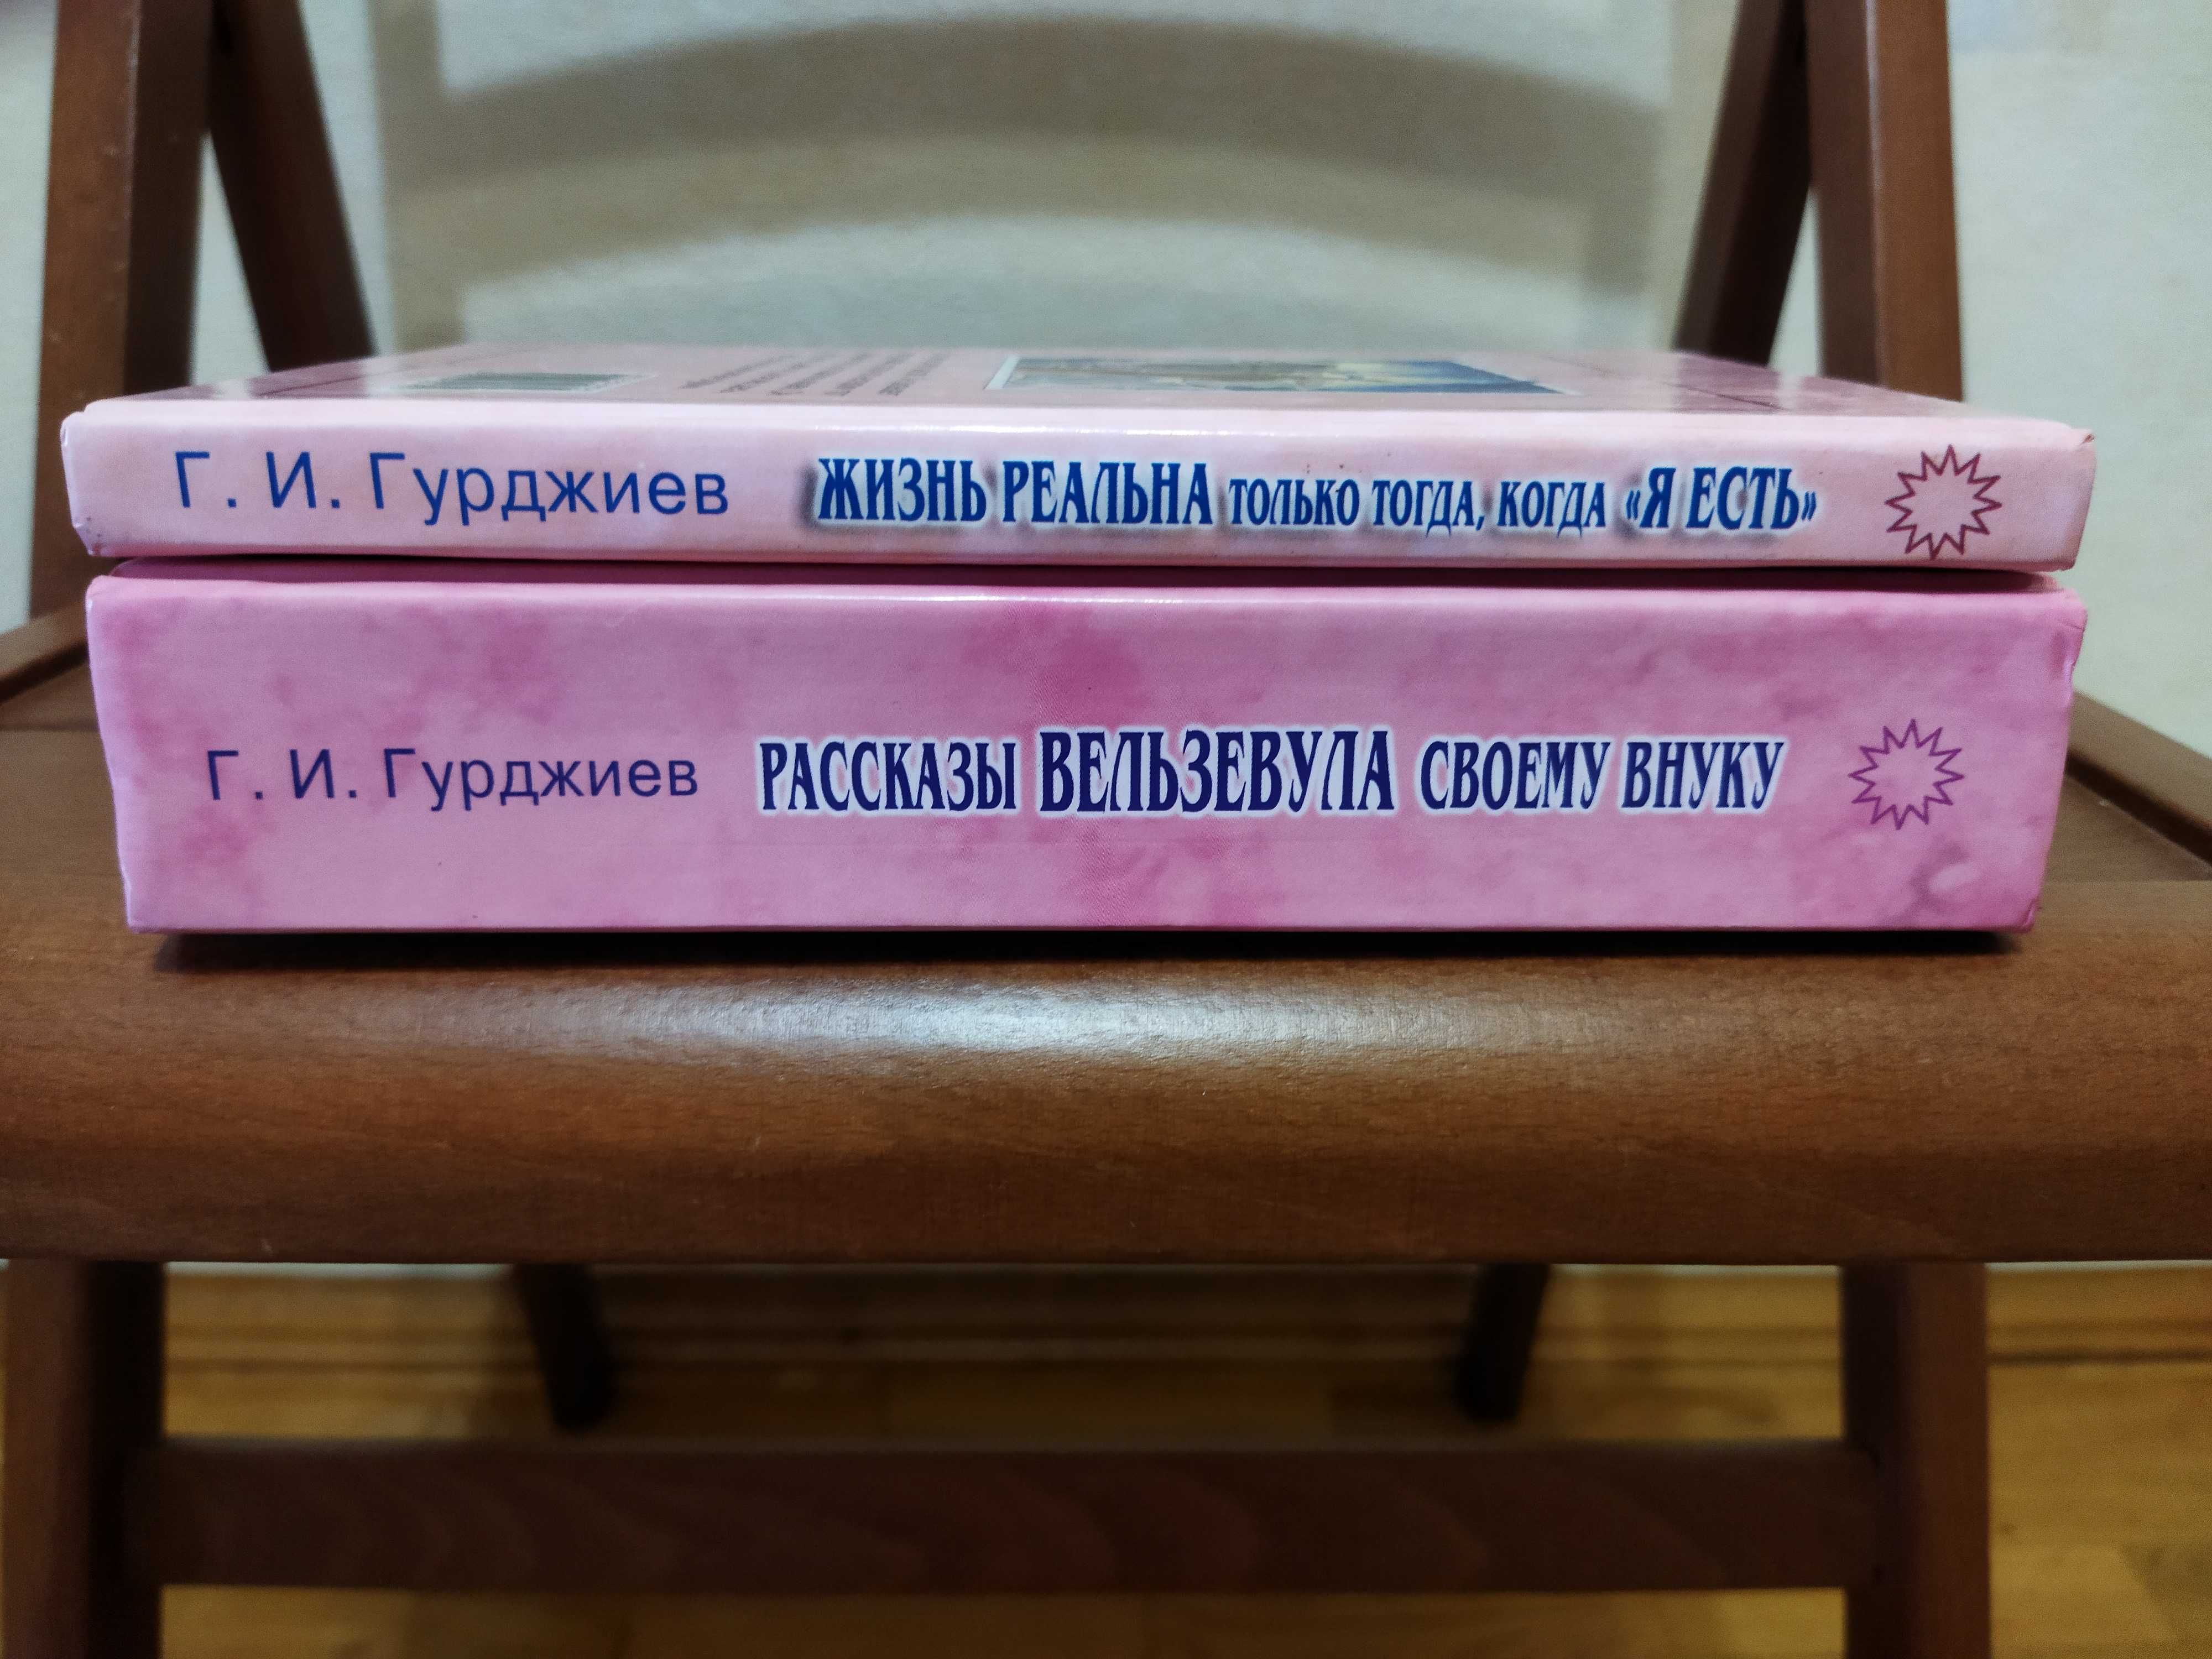 Г. И. Гурджиев ЖИЗНЬ РЕАЛЬНА ТОЛЬКО ТОГДА, КОГДА «Я ЕСТЬ»
Г. И. Гурджиев РАССКАЗЫ ВЕЛЬЗЕВУЛА СВОЕМУ ВНУКУ